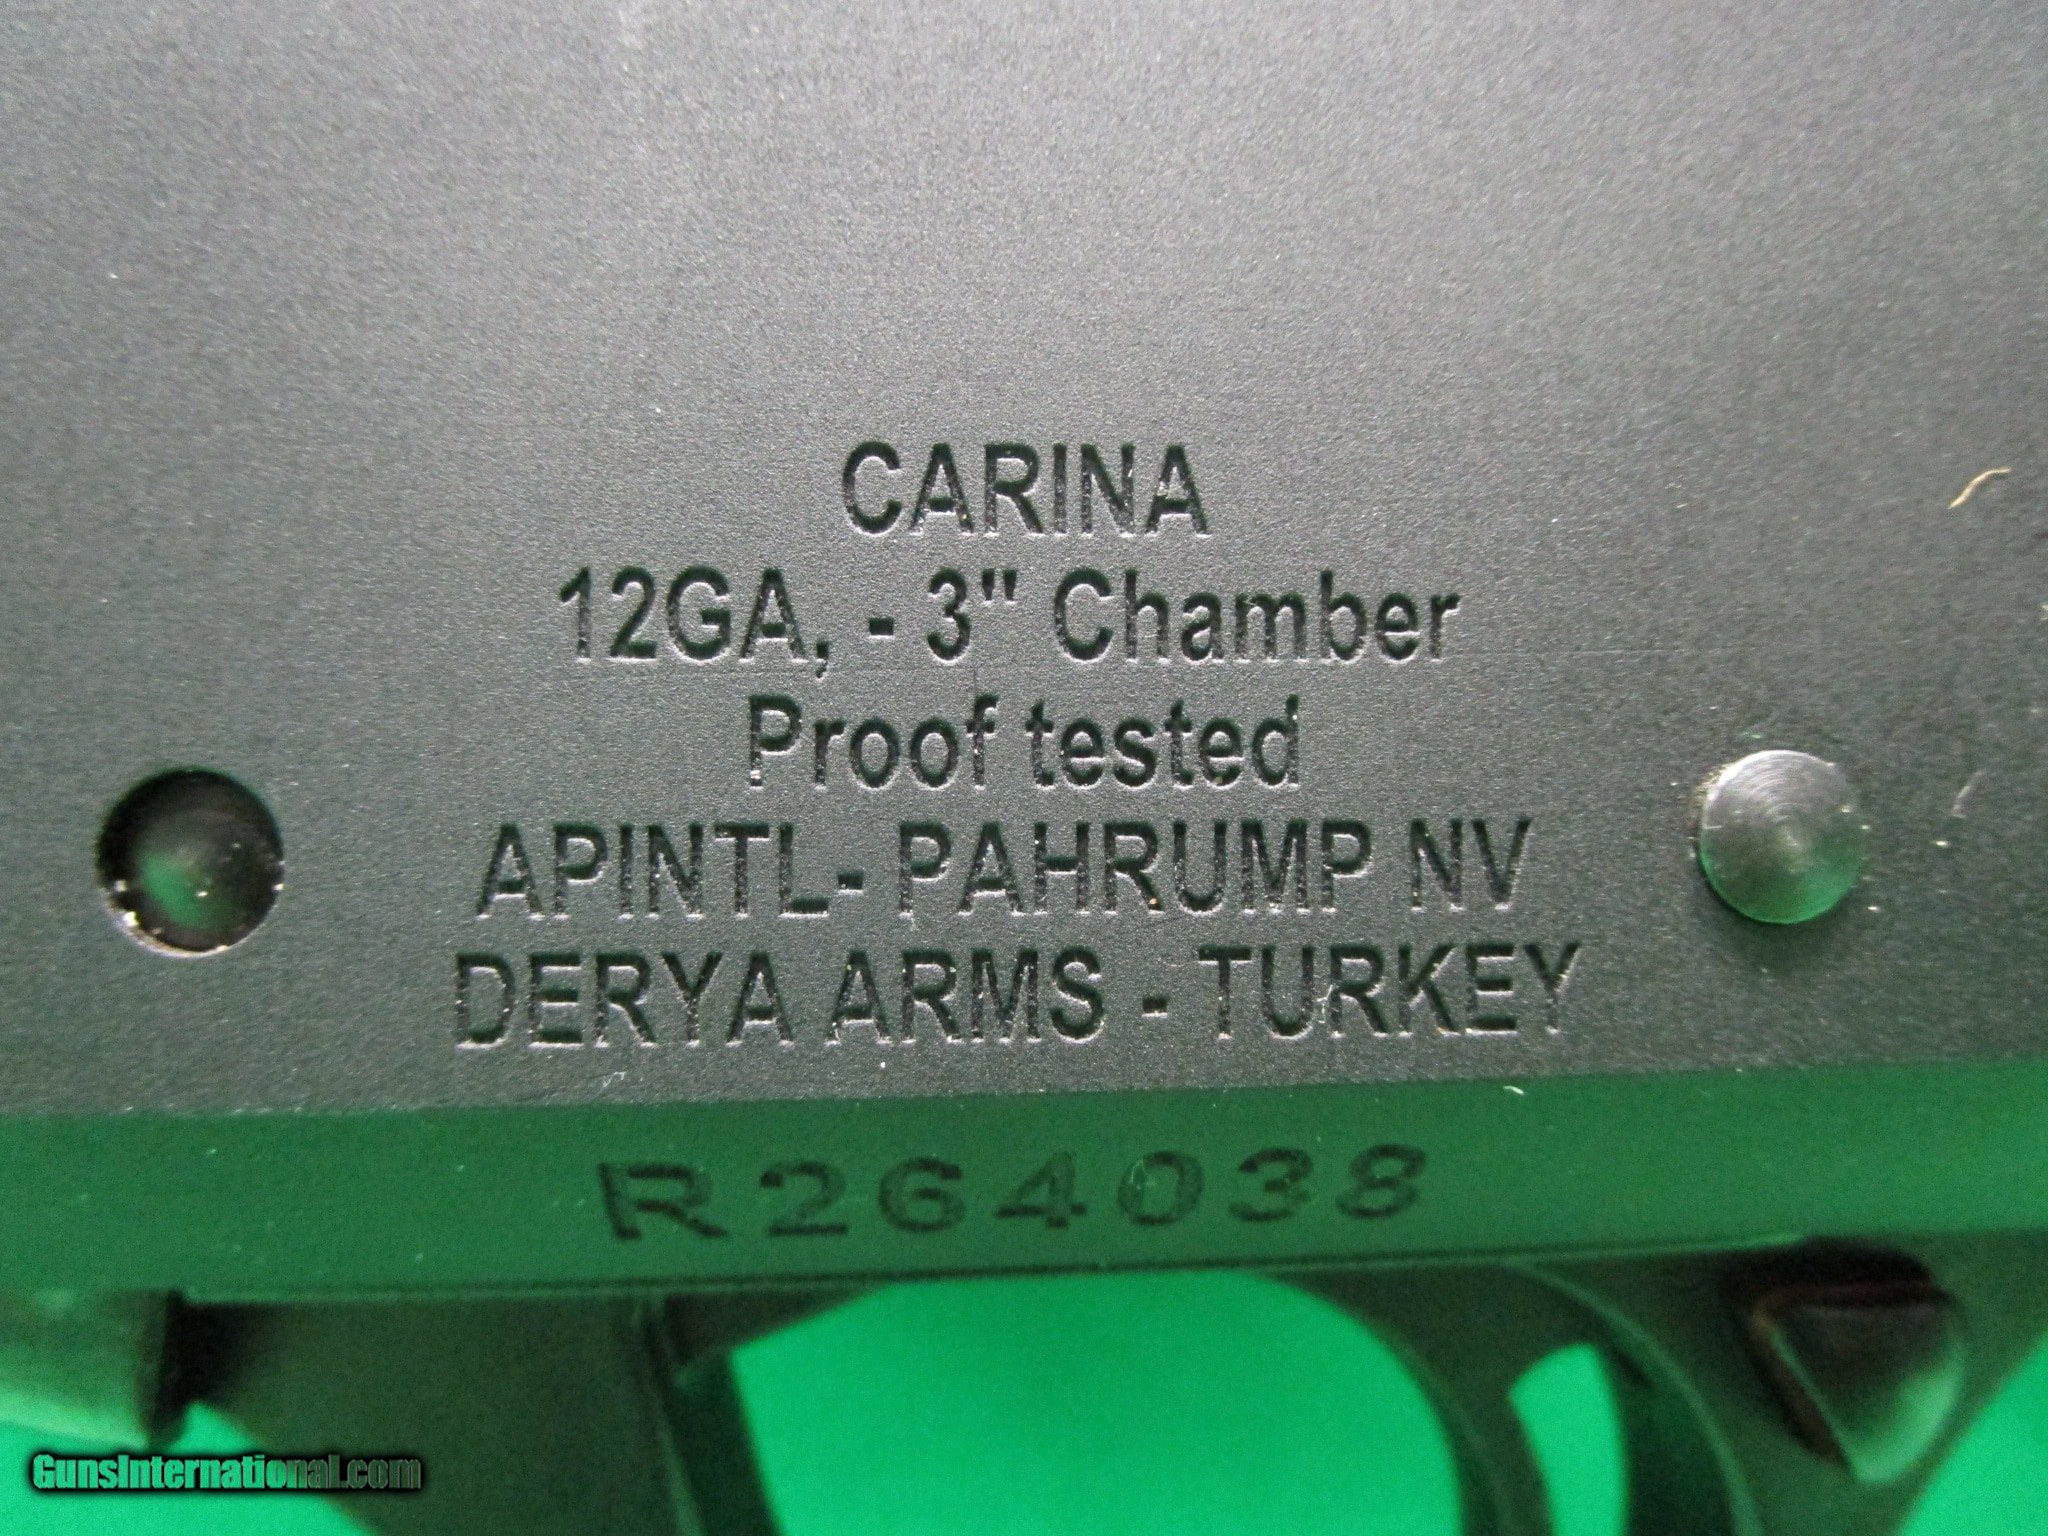 CARINA
12GA, - 3" Chamber
Proof tested
APINTL- PAHRUMP NV
DERYA ARMS - TURKEY
R264038
GunsInternational.com